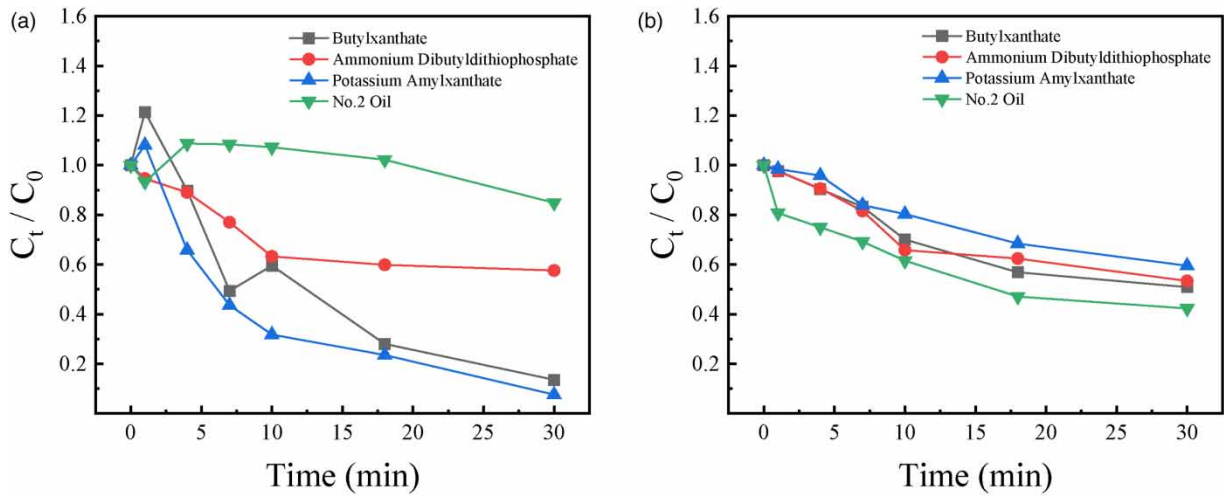 (a)
1.6
1.4
1.2
1.0
0.8
0.6
0.4
0.2
C_t / C_0
Butylxanthate
Ammonium Dibutyldithiophosphate
Potassium Amylxanthate
No.2 Oil
0 5 10 15 20 25 30
Time (min)
(b)
1.6
1.4
1.2
1.0
0.8
0.6
0.4
0.2
C_t / C_0
Butylxanthate
Ammonium Dibutyldithiophosphate
Potassium Amylxanthate
No.2 Oil
0 5 10 15 20 25 30
Time (min)